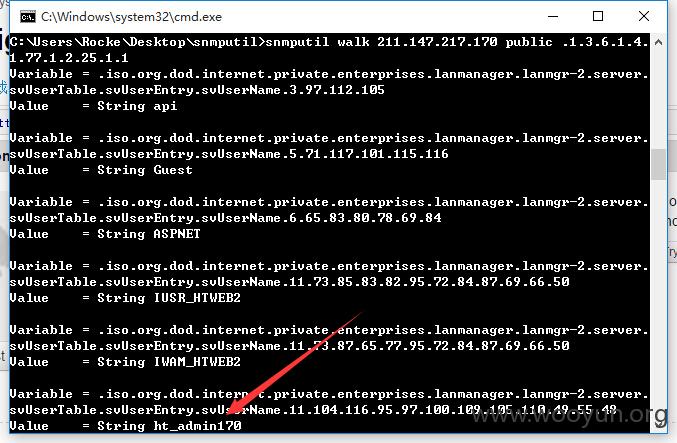 C:\Windows\system32\cmd.exe
C:\Users\Rocke\Desktop\snmputil>snmputil walk 211.147.217.170 public .1.3.6.1.4.
1.77.1.2.25.1.1
Variable = .iso.org.dod.internet.private.enterprises.lanmanager.lanmgr-2.server.
svUserTable.svUserEntry.svUserName.3.97.112.105
Value    = String api
Variable = .iso.org.dod.internet.private.enterprises.lanmanager.lanmgr-2.server.
svUserTable.svUserEntry.svUserName.5.71.117.101.115.116
Value    = String Guest
Variable = .iso.org.dod.internet.private.enterprises.lanmanager.lanmgr-2.server.
svUserTable.svUserEntry.svUserName.6.65.83.80.78.69.84
Value    = String ASPNET
Variable = .iso.org.dod.internet.private.enterprises.lanmanager.lanmgr-2.server.
svUserTable.svUserEntry.svUserName.11.73.85.83.82.95.72.84.87.69.66.50
Value    = String IUSR_HTWEB2
Variable = .iso.org.dod.internet.private.enterprises.lanmanager.lanmgr-2.server.
svUserTable.svUserEntry.svUserName.11.73.87.65.77.95.72.84.87.69.66.50
Value    = String IWAM_HTWEB2
Variable = .iso.org.dod.internet.private.enterprises.lanmanager.lanmgr-2.server.
svUserTable.svUserEntry.svUserName.11.104.116.95.97.100.109.105.110.49.55.48
Value    = String ht_admin170
www.wooyun.org